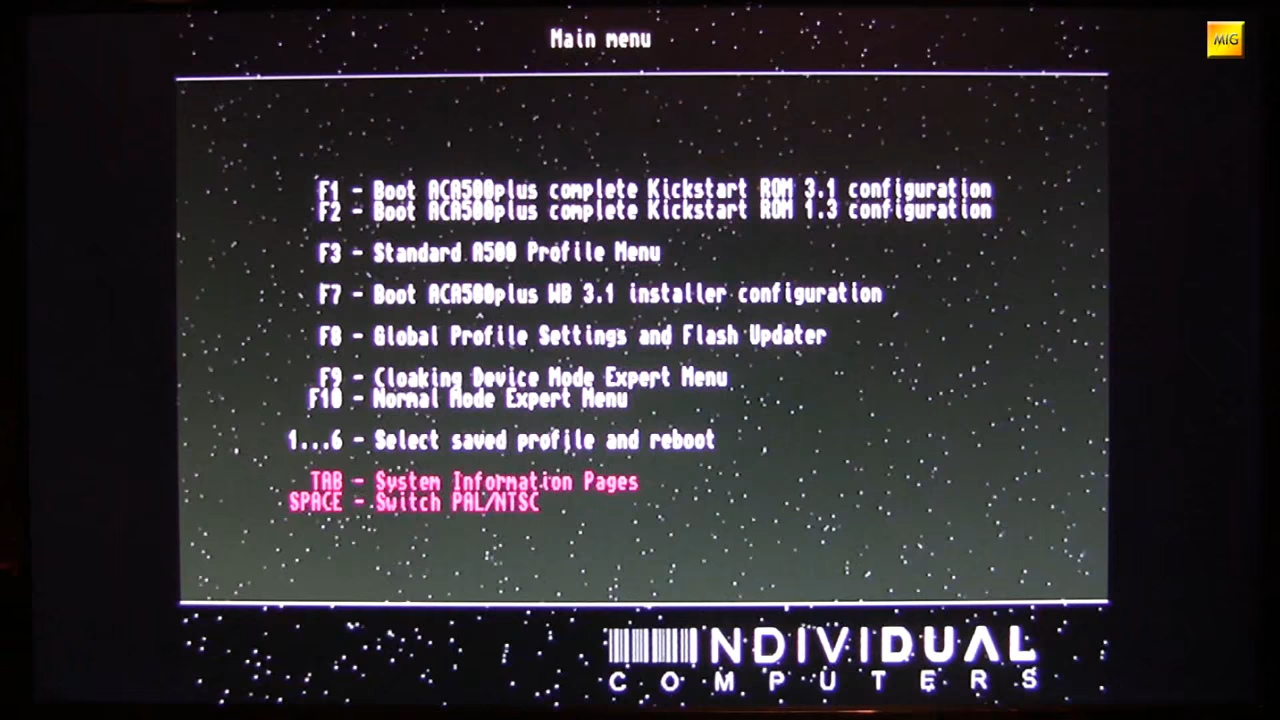 Main menu
MIG
F1 - Boot ACA500plus complete Kickstart ROM 3.1 configuration
F2 - Boot ACA500plus complete Kickstart ROM 1.3 configuration
F3 - Standard A500 Profile Menu
F7 - Boot ACA500plus WB 3.1 installer configuration
F8 - Global Profile Settings and Flash Updater
F9 - Cloaking Device Mode Expert Menu
F10 - Normal Mode Expert Menu
1...6 - Select saved profile and reboot
TAB - System Information Pages
SPACE - Switch PAL/NTSC
INDIVIDUAL
COMPUTERS